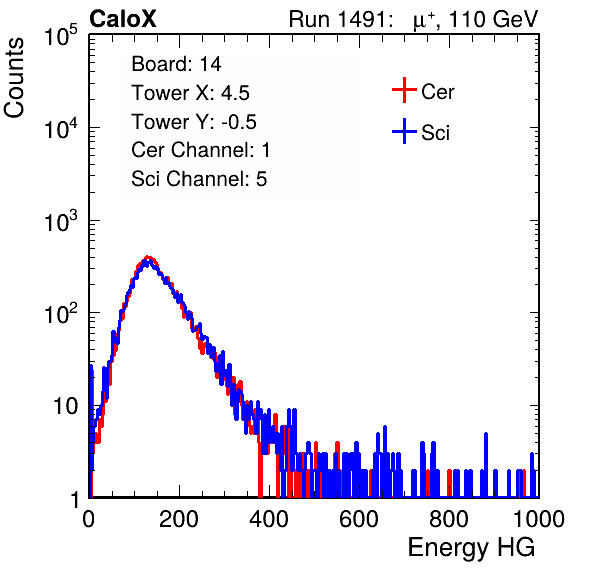 CaloX Run 1491: μ⁺, 110 GeV
Counts
Board: 14
Tower X: 4.5
Tower Y: -0.5
Cer Channel: 1
Sci Channel: 5
Cer
Sci
10⁵
10⁴
10³
10²
10
1
0 200 400 600 800 1000
Energy HG